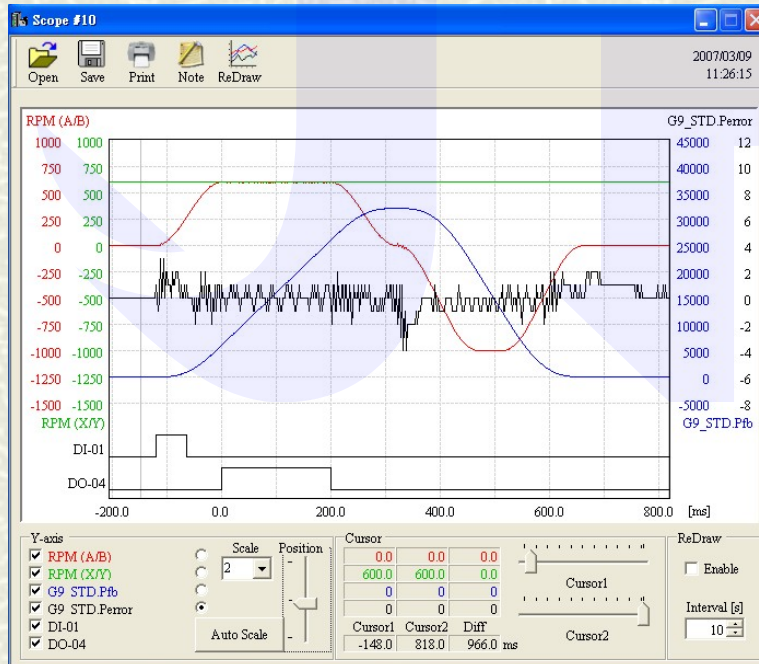 Scope #10
Open Save Print Note ReDraw
2007/03/09
11:26:15
RPM (A/B)
G9_STD.Perror
1000 1000 45000 12
750 750 40000 10
500 500 35000 8
250 250 30000 6
0 0 25000 4
-250 -250 20000 2
-500 -500 15000 0
-750 -750 10000 -2
-1000 -1000 5000 -4
-1250 -1250 0 -6
-1500 -1500 -5000 -8
RPM (X/Y)
G9_STD.Pfb
DI-01
DO-04
-200.0 0.0 200.0 400.0 600.0 800.0 [ms]
Y-axis
RPM (A/B)
RPM (X/Y)
G9 STD.Pfb
G9 STD.Perror
DI-01
DO-04
Scale Position
2
Auto Scale
Cursor
0.0 0.0 0.0
600.0 600.0 0.0
0 0 0
0 0 0
Cursor1 Cursor2 Diff
-148.0 818.0 966.0 ms
Cursor1
Cursor2
ReDraw
Enable
Interval [s]
10